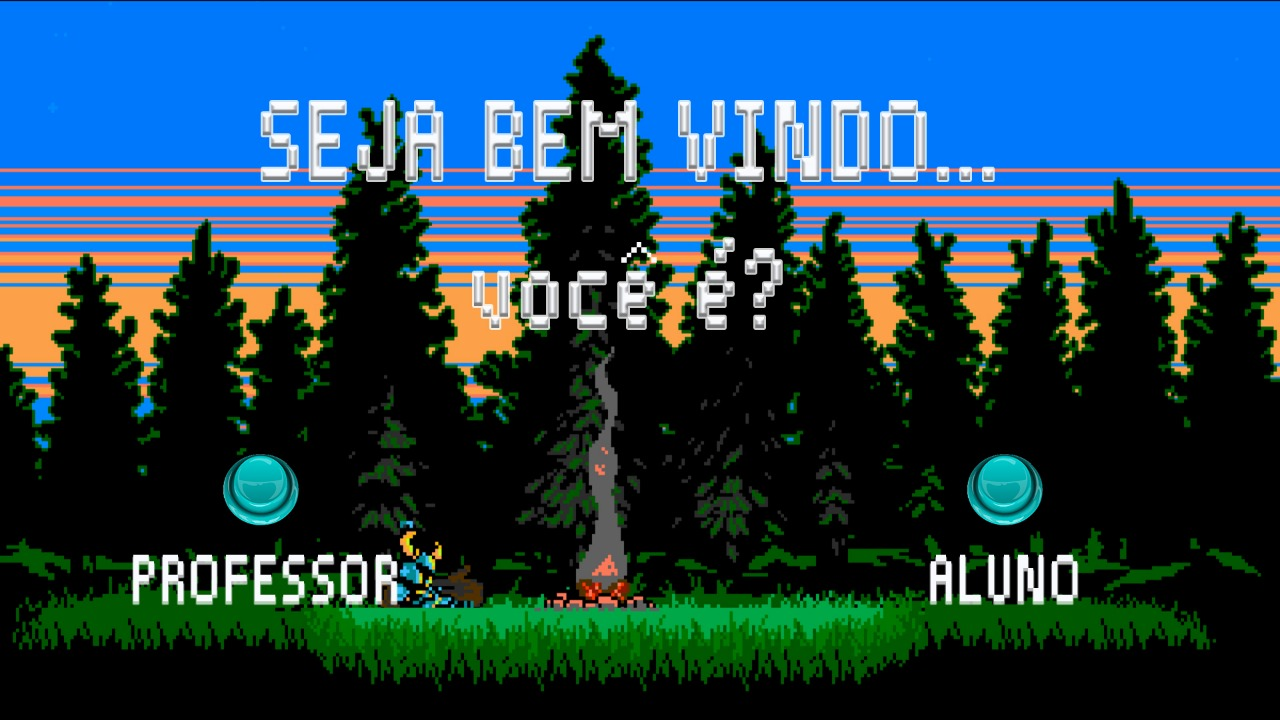 SEJA BEM VINDO...
você é?
PROFESSOR
ALUNO